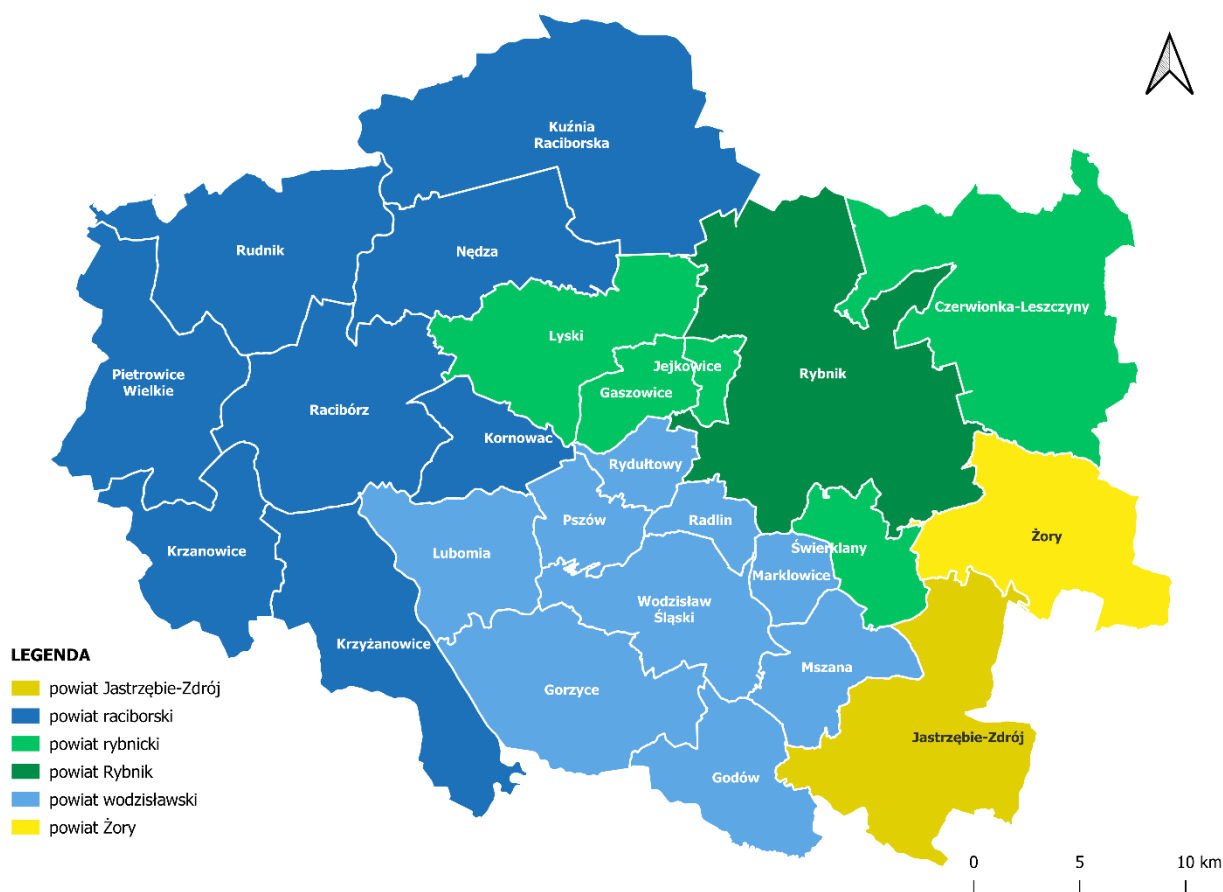 Kuźnia
Raciborska
Rudnik
Nędza
Czerwionka-Leszczyny
Lyski
Jejkowice
Pietrowice
Wielkie
Rybnik
Gaszowice
Racibórz
Kornowac
Rydułtowy
Pszów
Radlin
Żory
Krzanowice
Lubomia
Świerklany
Marklowice
Wodzisław
Śląski
Krzyżanowice
Mszana
Gorzyce
Jastrzębie-Zdrój
Godów
LEGENDA
powiat Jastrzębie-Zdrój
powiat raciborski
powiat rybnicki
powiat Rybnik
powiat wodzisławski
powiat Żory
0 5 10 km